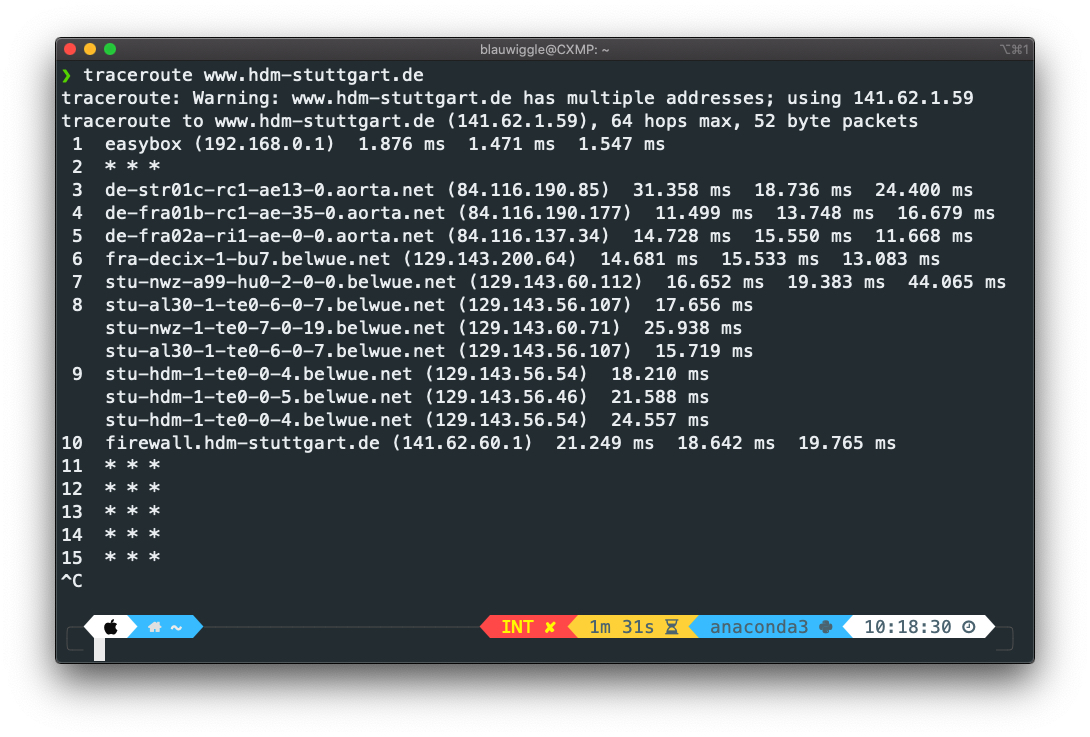 blauwiggle@CXMP: ~
⌥⌘1
❯ traceroute www.hdm-stuttgart.de
traceroute: Warning: www.hdm-stuttgart.de has multiple addresses; using 141.62.1.59
traceroute to www.hdm-stuttgart.de (141.62.1.59), 64 hops max, 52 byte packets
 1  easybox (192.168.0.1)  1.876 ms  1.471 ms  1.547 ms
 2  * * *
 3  de-str01c-rc1-ae13-0.aorta.net (84.116.190.85)  31.358 ms  18.736 ms  24.400 ms
 4  de-fra01b-rc1-ae-35-0.aorta.net (84.116.190.177)  11.499 ms  13.748 ms  16.679 ms
 5  de-fra02a-ri1-ae-0-0.aorta.net (84.116.137.34)  14.728 ms  15.550 ms  11.668 ms
 6  fra-decix-1-bu7.belwue.net (129.143.200.64)  14.681 ms  15.533 ms  13.083 ms
 7  stu-nwz-a99-hu0-2-0-0.belwue.net (129.143.60.112)  16.652 ms  19.383 ms  44.065 ms
 8  stu-al30-1-te0-6-0-7.belwue.net (129.143.56.107)  17.656 ms
    stu-nwz-1-te0-7-0-19.belwue.net (129.143.60.71)  25.938 ms
    stu-al30-1-te0-6-0-7.belwue.net (129.143.56.107)  15.719 ms
 9  stu-hdm-1-te0-0-4.belwue.net (129.143.56.54)  18.210 ms
    stu-hdm-1-te0-0-5.belwue.net (129.143.56.46)  21.588 ms
    stu-hdm-1-te0-0-4.belwue.net (129.143.56.54)  24.557 ms
10  firewall.hdm-stuttgart.de (141.62.60.1)  21.249 ms  18.642 ms  19.765 ms
11  * * *
12  * * *
13  * * *
14  * * *
15  * * *
^C
~ INT ✘ 1m 31s anaconda3 10:18:30